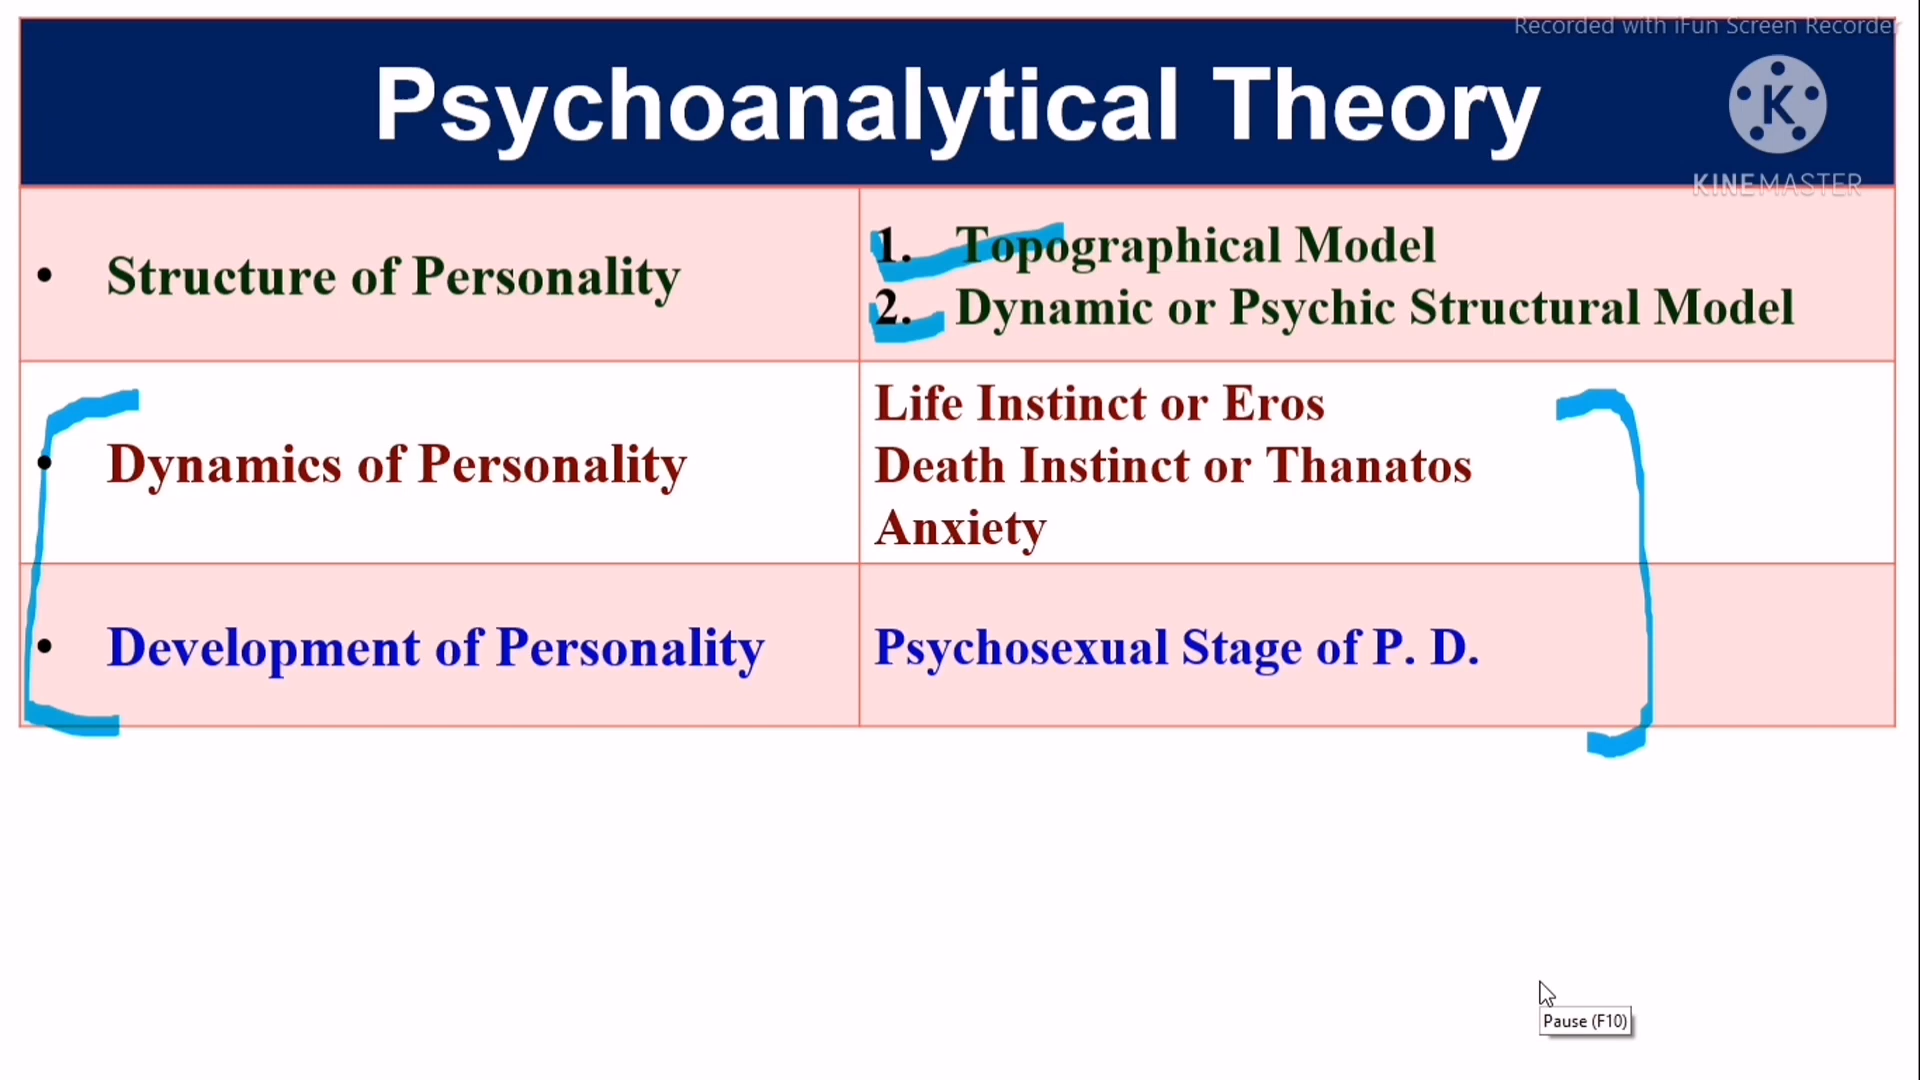 Recorded with iFun Screen Recorder
Psychoanalytical Theory
K
KINEMASTER
• Structure of Personality
1. Topographical Model
2. Dynamic or Psychic Structural Model
• Dynamics of Personality
Life Instinct or Eros
Death Instinct or Thanatos
Anxiety
• Development of Personality
Psychosexual Stage of P. D.
Pause (F10)